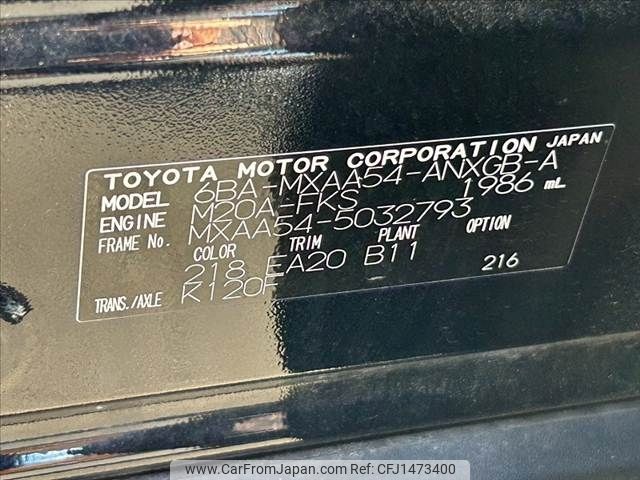 TOYOTA MOTOR CORPORATION JAPAN
MODEL 6BA-MXAA54-ANXGB-A
ENGINE M20A-FKS 1986 mL
FRAME No. MXAA54-5032793
COLOR TRIM PLANT OPTION
218 EA20 B11 216
TRANS./AXLE K120F
www.CarFromJapan.com | Ref No. CFJ1473400